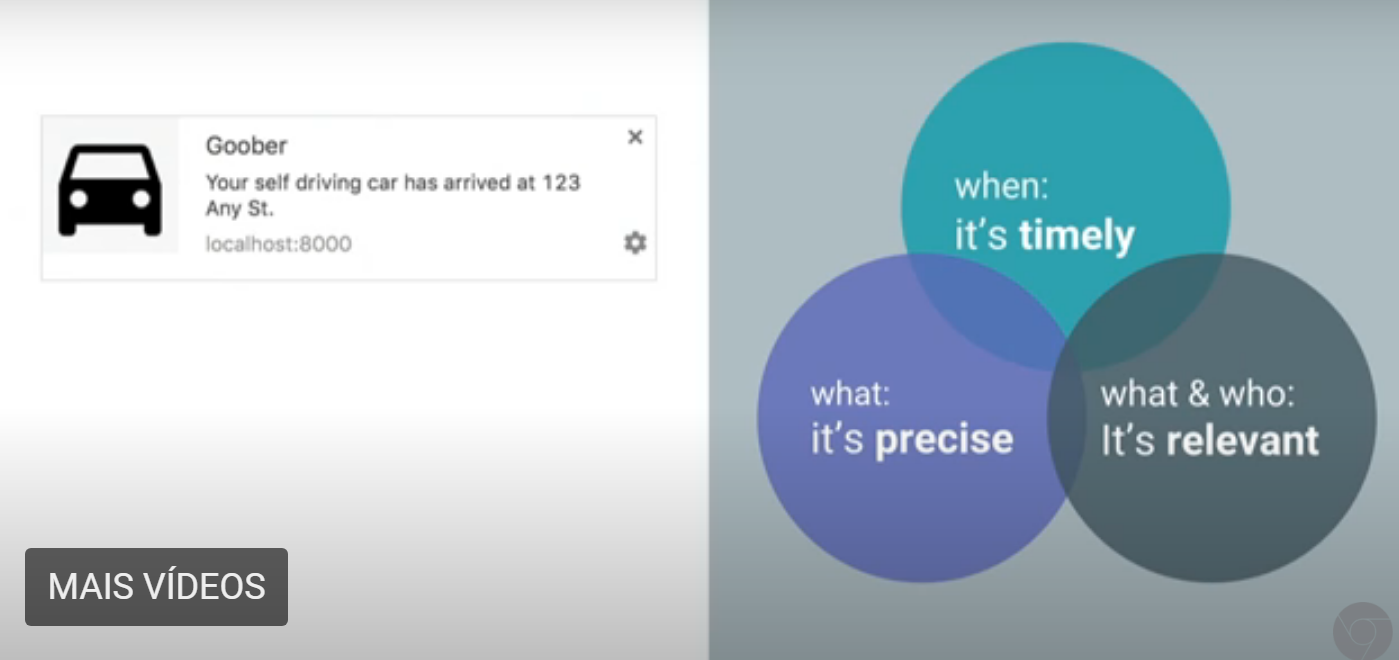 Goober
Your self driving car has arrived at 123
Any St.
localhost:8000
when:
it's timely
what:
it's precise
what & who:
It's relevant
MAIS VÍDEOS